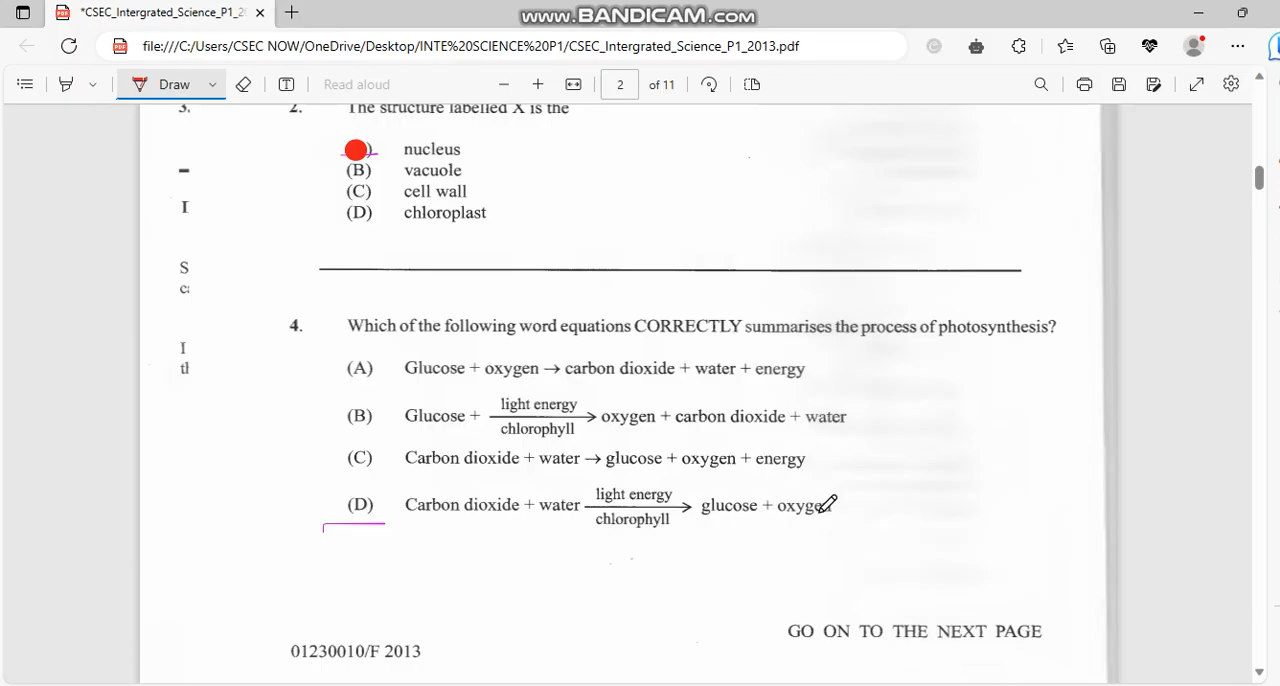 *CSEC_Intergrated_Science_P1_2
www.BANDICAM.com
file:///C:/Users/CSEC NOW/OneDrive/Desktop/INTE%20SCIENCE%20P1/CSEC_Intergrated_Science_P1_2013.pdf
Draw
Read aloud
2 of 11
3. 2. The structure labelled X is the
nucleus
(B) vacuole
(C) cell wall
(D) chloroplast
4. Which of the following word equations CORRECTLY summarises the process of photosynthesis?
(A) Glucose + oxygen → carbon dioxide + water + energy
light energy
(B) Glucose + → oxygen + carbon dioxide + water
chlorophyll
(C) Carbon dioxide + water → glucose + oxygen + energy
light energy
(D) Carbon dioxide + water → glucose + oxygen
chlorophyll
GO ON TO THE NEXT PAGE
01230010/F 2013